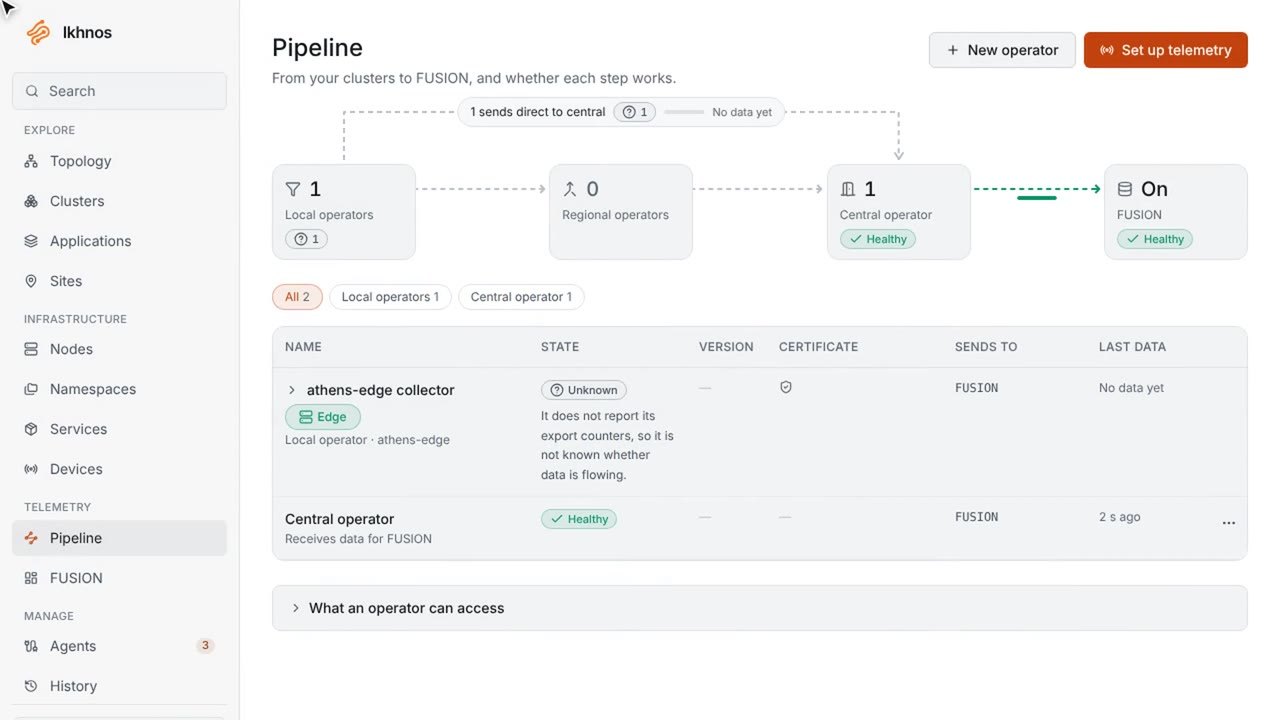 Ikhnos
Search
EXPLORE
Topology
Clusters
Applications
Sites
INFRASTRUCTURE
Nodes
Namespaces
Services
Devices
TELEMETRY
Pipeline
FUSION
MANAGE
Agents 3
History
Pipeline
From your clusters to FUSION, and whether each step works.
New operator
Set up telemetry
1 sends direct to central 1 No data yet
1
Local operators
1
0
Regional operators
1
Central operator
Healthy
On
FUSION
Healthy
All 2 Local operators 1 Central operator 1
NAME STATE VERSION CERTIFICATE SENDS TO LAST DATA
athens-edge collector
Edge
Local operator · athens-edge
Unknown
It does not report its
export counters, so it is
not known whether
data is flowing.
— FUSION No data yet
Central operator
Receives data for FUSION
Healthy — — FUSION 2 s ago ...
What an operator can access